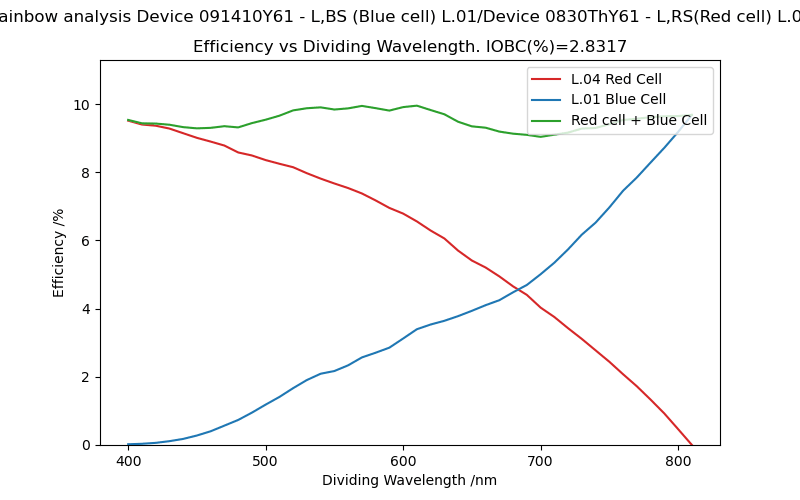 ainbow analysis Device 091410Y61 - L,BS (Blue cell) L.01/Device 0830ThY61 - L,RS(Red cell) L.0
Efficiency vs Dividing Wavelength. IOBC(%)=2.8317
L.04 Red Cell
L.01 Blue Cell
Red cell + Blue Cell
Efficiency /%
10
8
6
4
2
0
400 500 600 700 800
Dividing Wavelength /nm